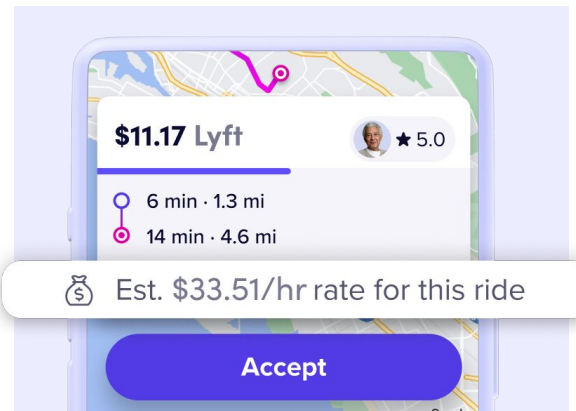 $11.17 Lyft
★ 5.0
6 min · 1.3 mi
14 min · 4.6 mi
Est. $33.51/hr rate for this ride
Accept